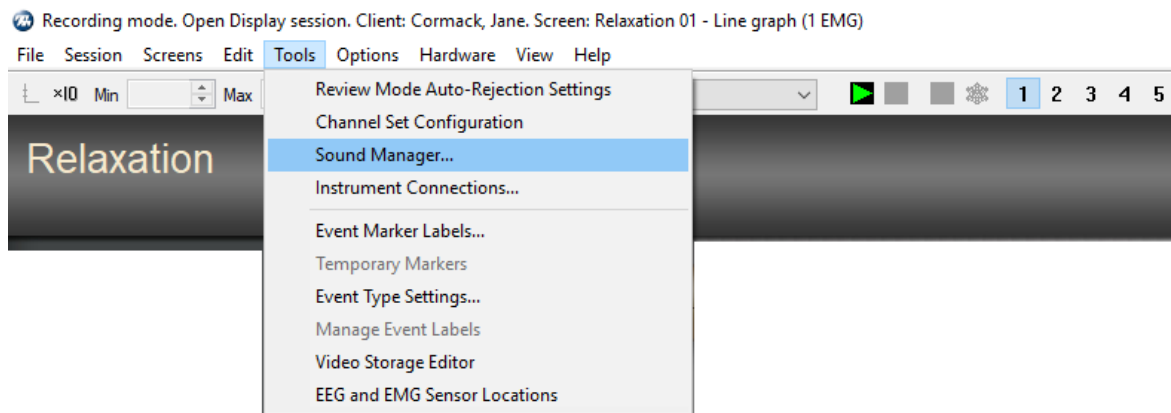 Recording mode. Open Display session. Client: Cormack, Jane. Screen: Relaxation 01 - Line graph (1 EMG)
File Session Screens Edit Tools Options Hardware View Help
×10 Min Max 1 2 3 4 5
Relaxation
Review Mode Auto-Rejection Settings
Channel Set Configuration
Sound Manager...
Instrument Connections...
Event Marker Labels...
Temporary Markers
Event Type Settings...
Manage Event Labels
Video Storage Editor
EEG and EMG Sensor Locations